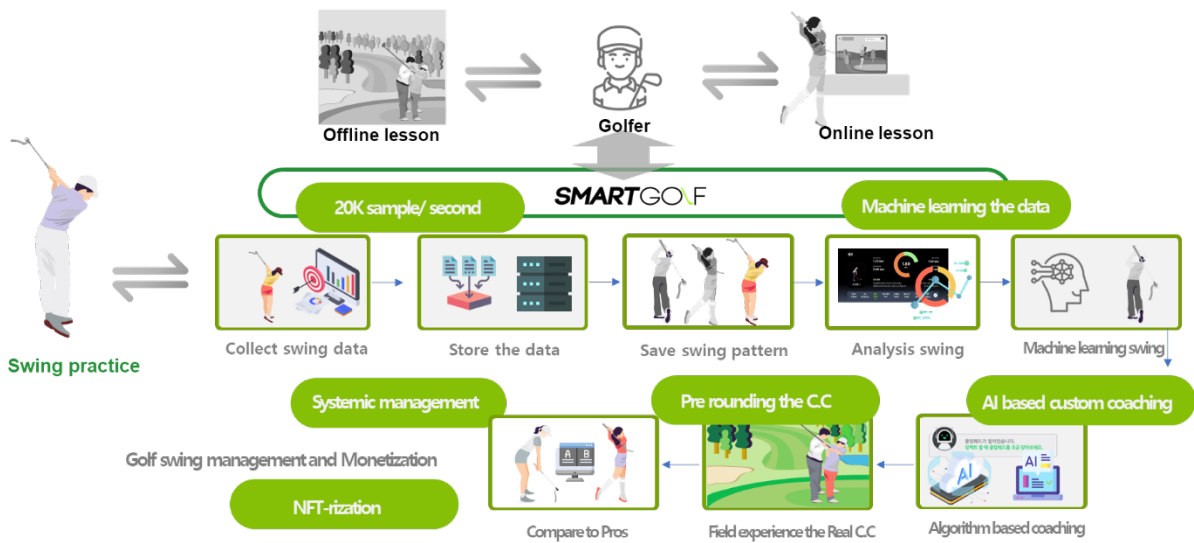 Offline lesson
Golfer
Online lesson
SMARTGOLF
20K sample/ second
Machine learning the data
Swing practice
Collect swing data
Store the data
Save swing pattern
Analysis swing
Machine learning swing
Systemic management
Pre rounding the C.C
AI based custom coaching
Golf swing management and Monetization
NFT-rization
A B
AI
AI
Compare to Pros
Field experience the Real C.C
Algorithm based coaching